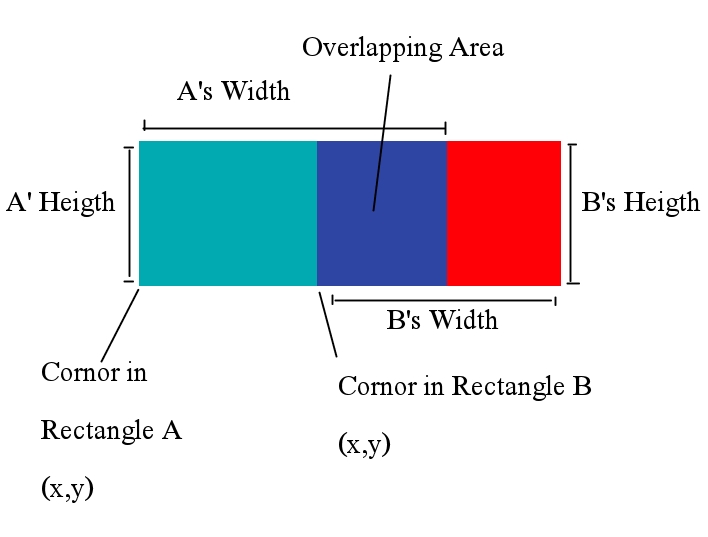 Overlapping Area
A's Width
A' Heigth
B's Heigth
B's Width
Cornor in
Rectangle A
(x,y)
Cornor in Rectangle B
(x,y)